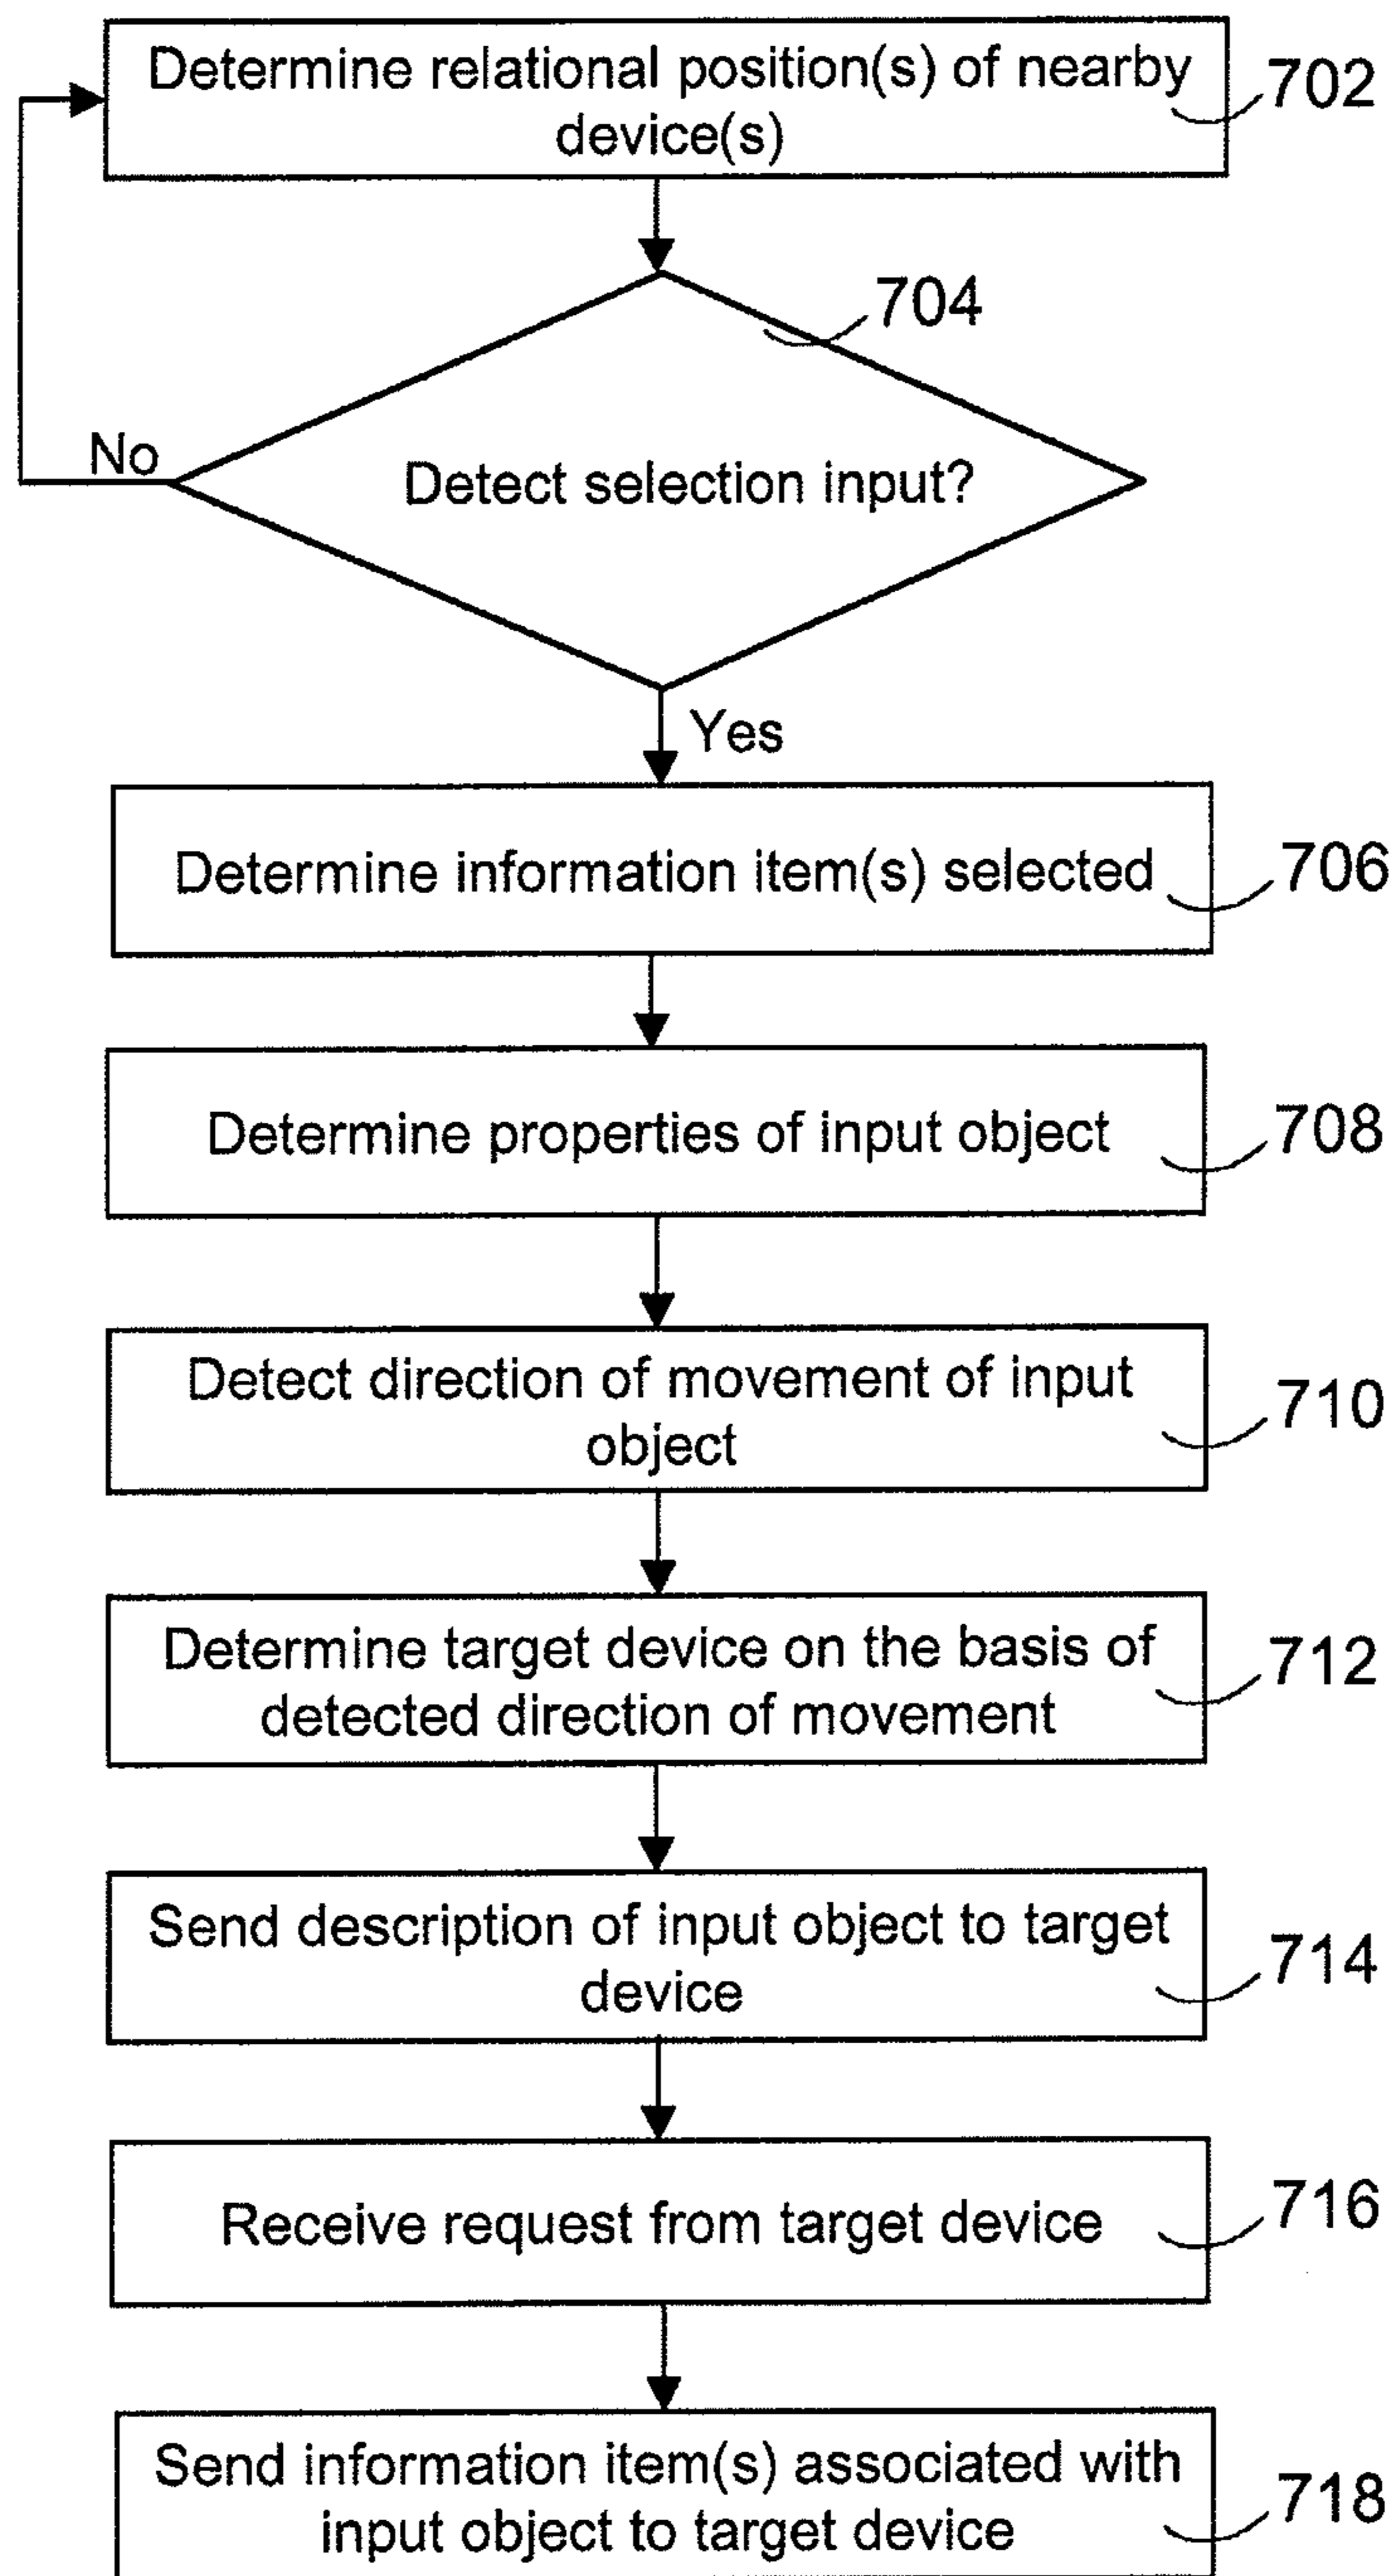 Determine relational position(s) of nearby
device(s)
702
704
Detect selection input?
No
Yes
Determine information item(s) selected
706
Determine properties of input object
708
Detect direction of movement of input
object
710
Determine target device on the basis of
detected direction of movement
712
Send description of input object to target
device
714
Receive request from target device
716
Send information item(s) associated with
input object to target device
718